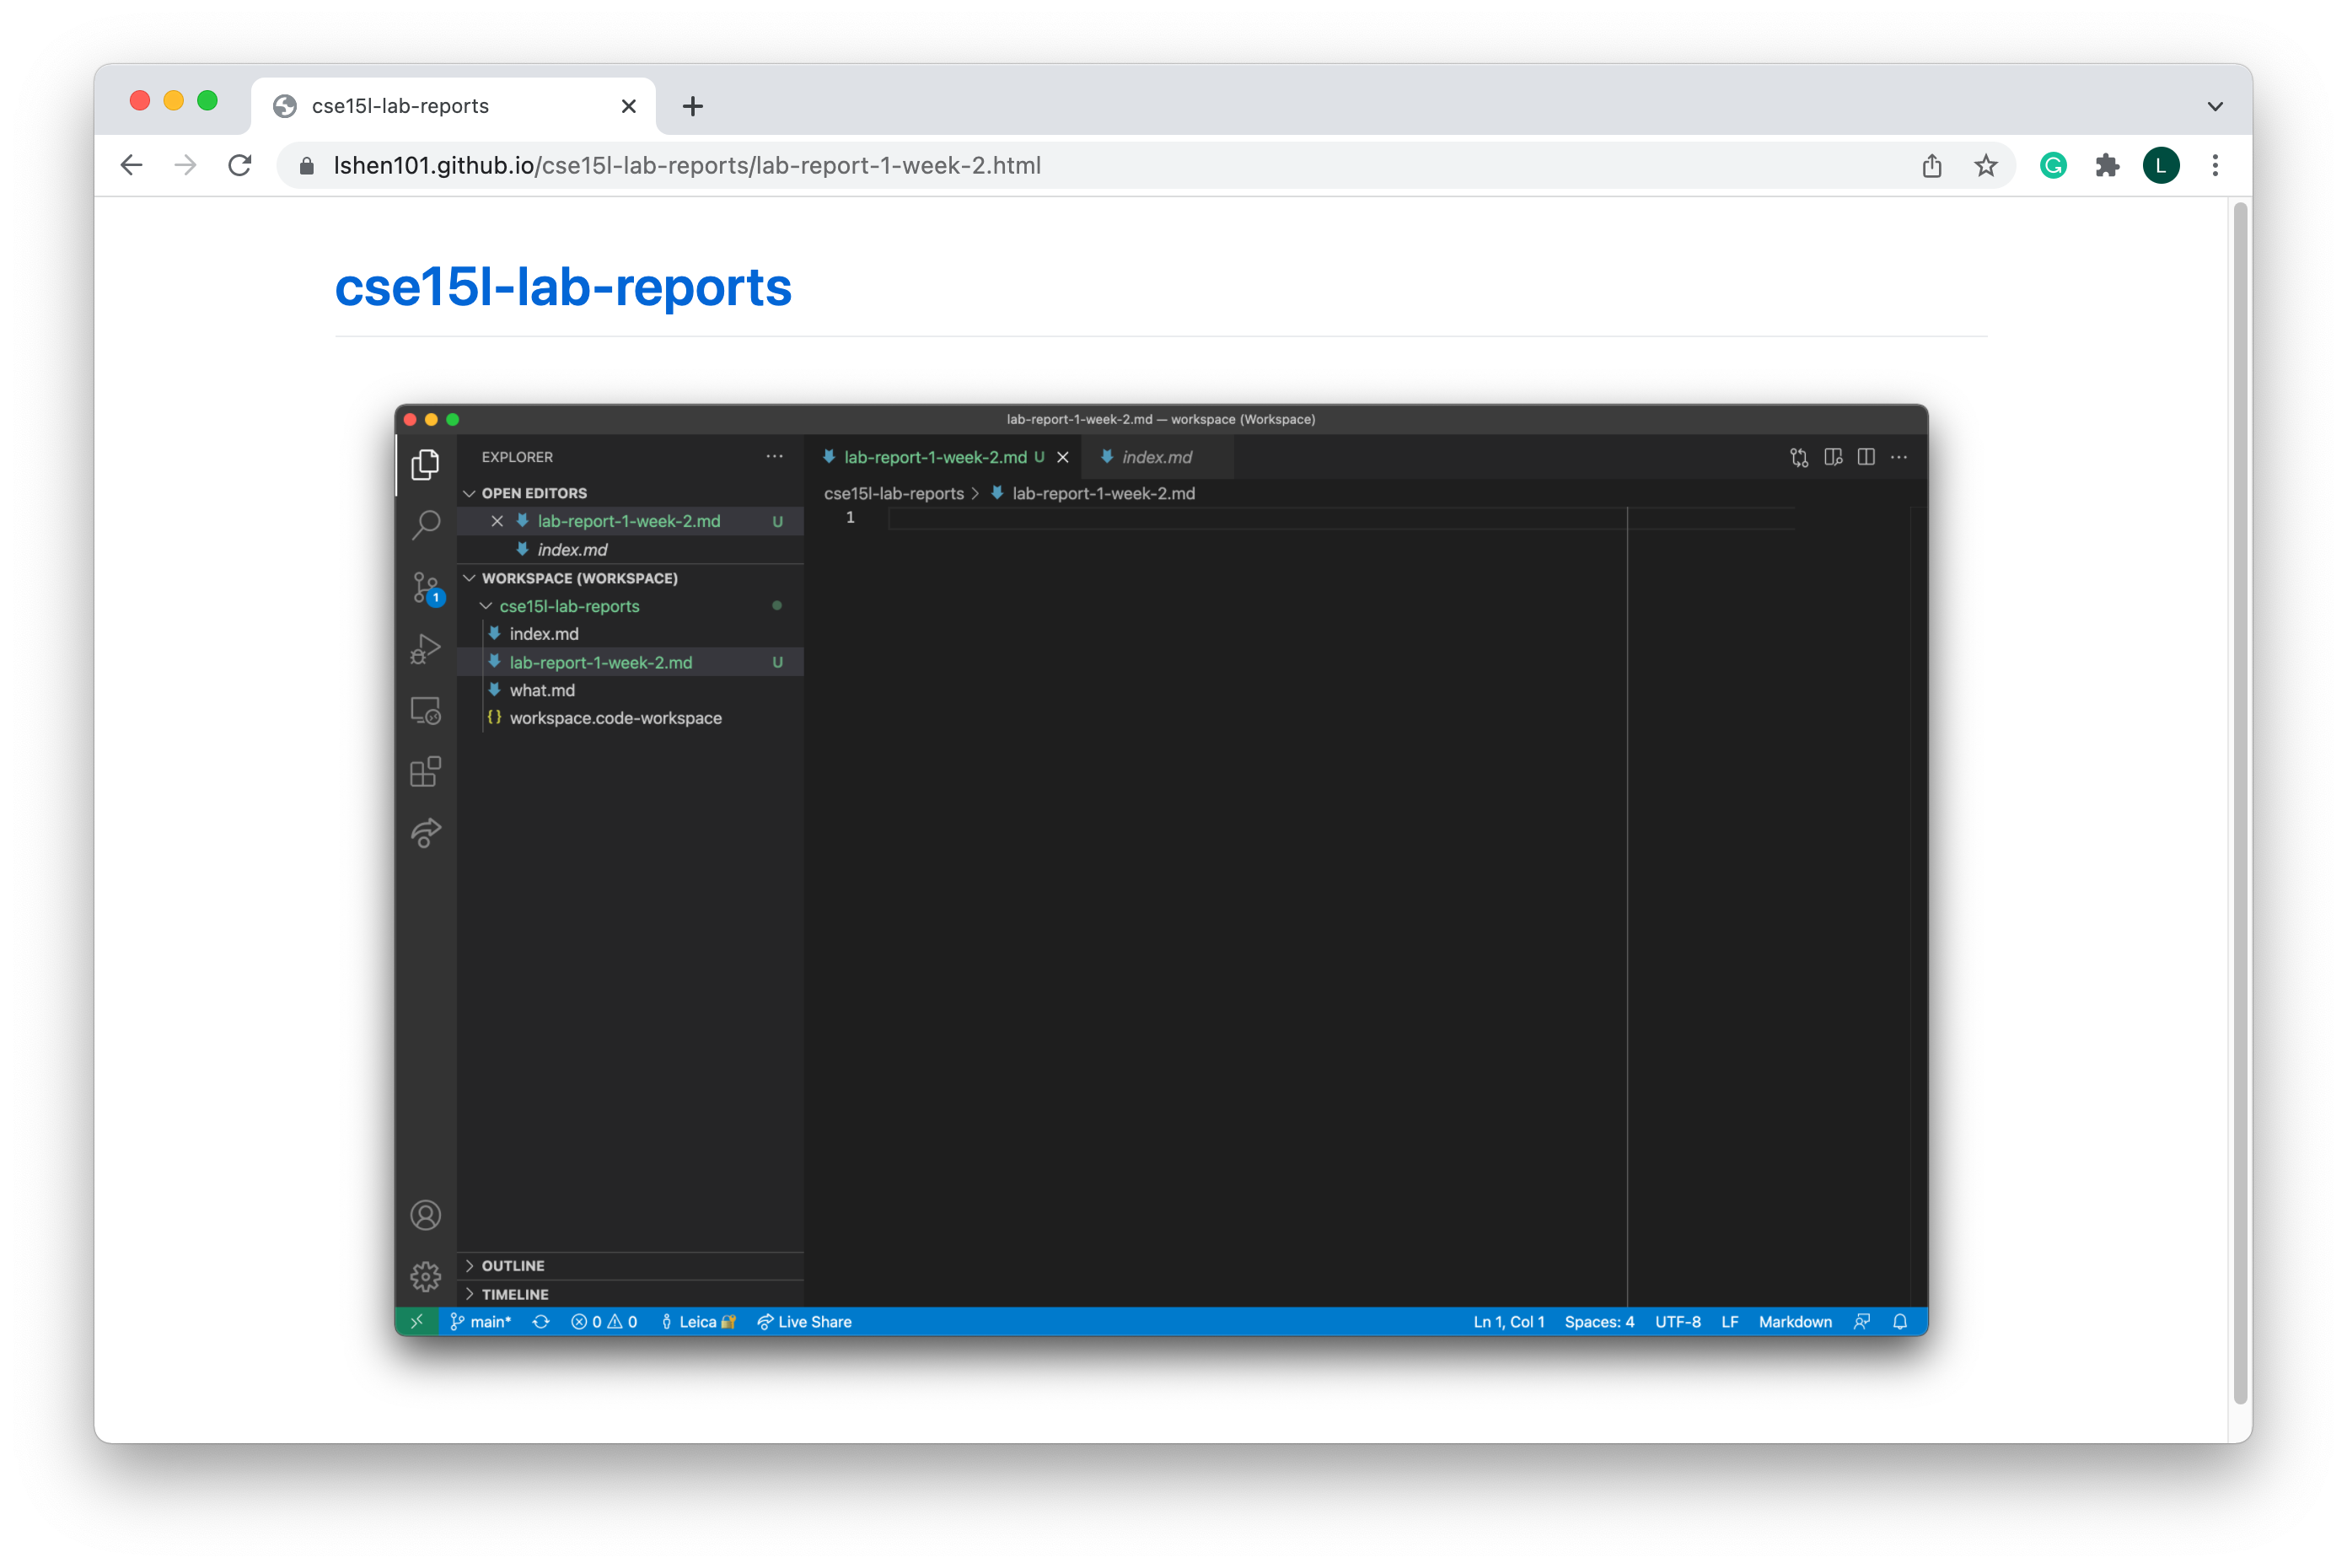 cse15l-lab-reports
lshen101.github.io/cse15l-lab-reports/lab-report-1-week-2.html
L
cse15l-lab-reports
lab-report-1-week-2.md — workspace (Workspace)
EXPLORER
lab-report-1-week-2.md U
index.md
OPEN EDITORS
cse15l-lab-reports > lab-report-1-week-2.md
lab-report-1-week-2.md U
1
index.md
WORKSPACE (WORKSPACE)
1
cse15l-lab-reports
index.md
lab-report-1-week-2.md U
what.md
{} workspace.code-workspace
OUTLINE
TIMELINE
main* 0 0 Leica 🔐 Live Share
Ln 1, Col 1 Spaces: 4 UTF-8 LF Markdown